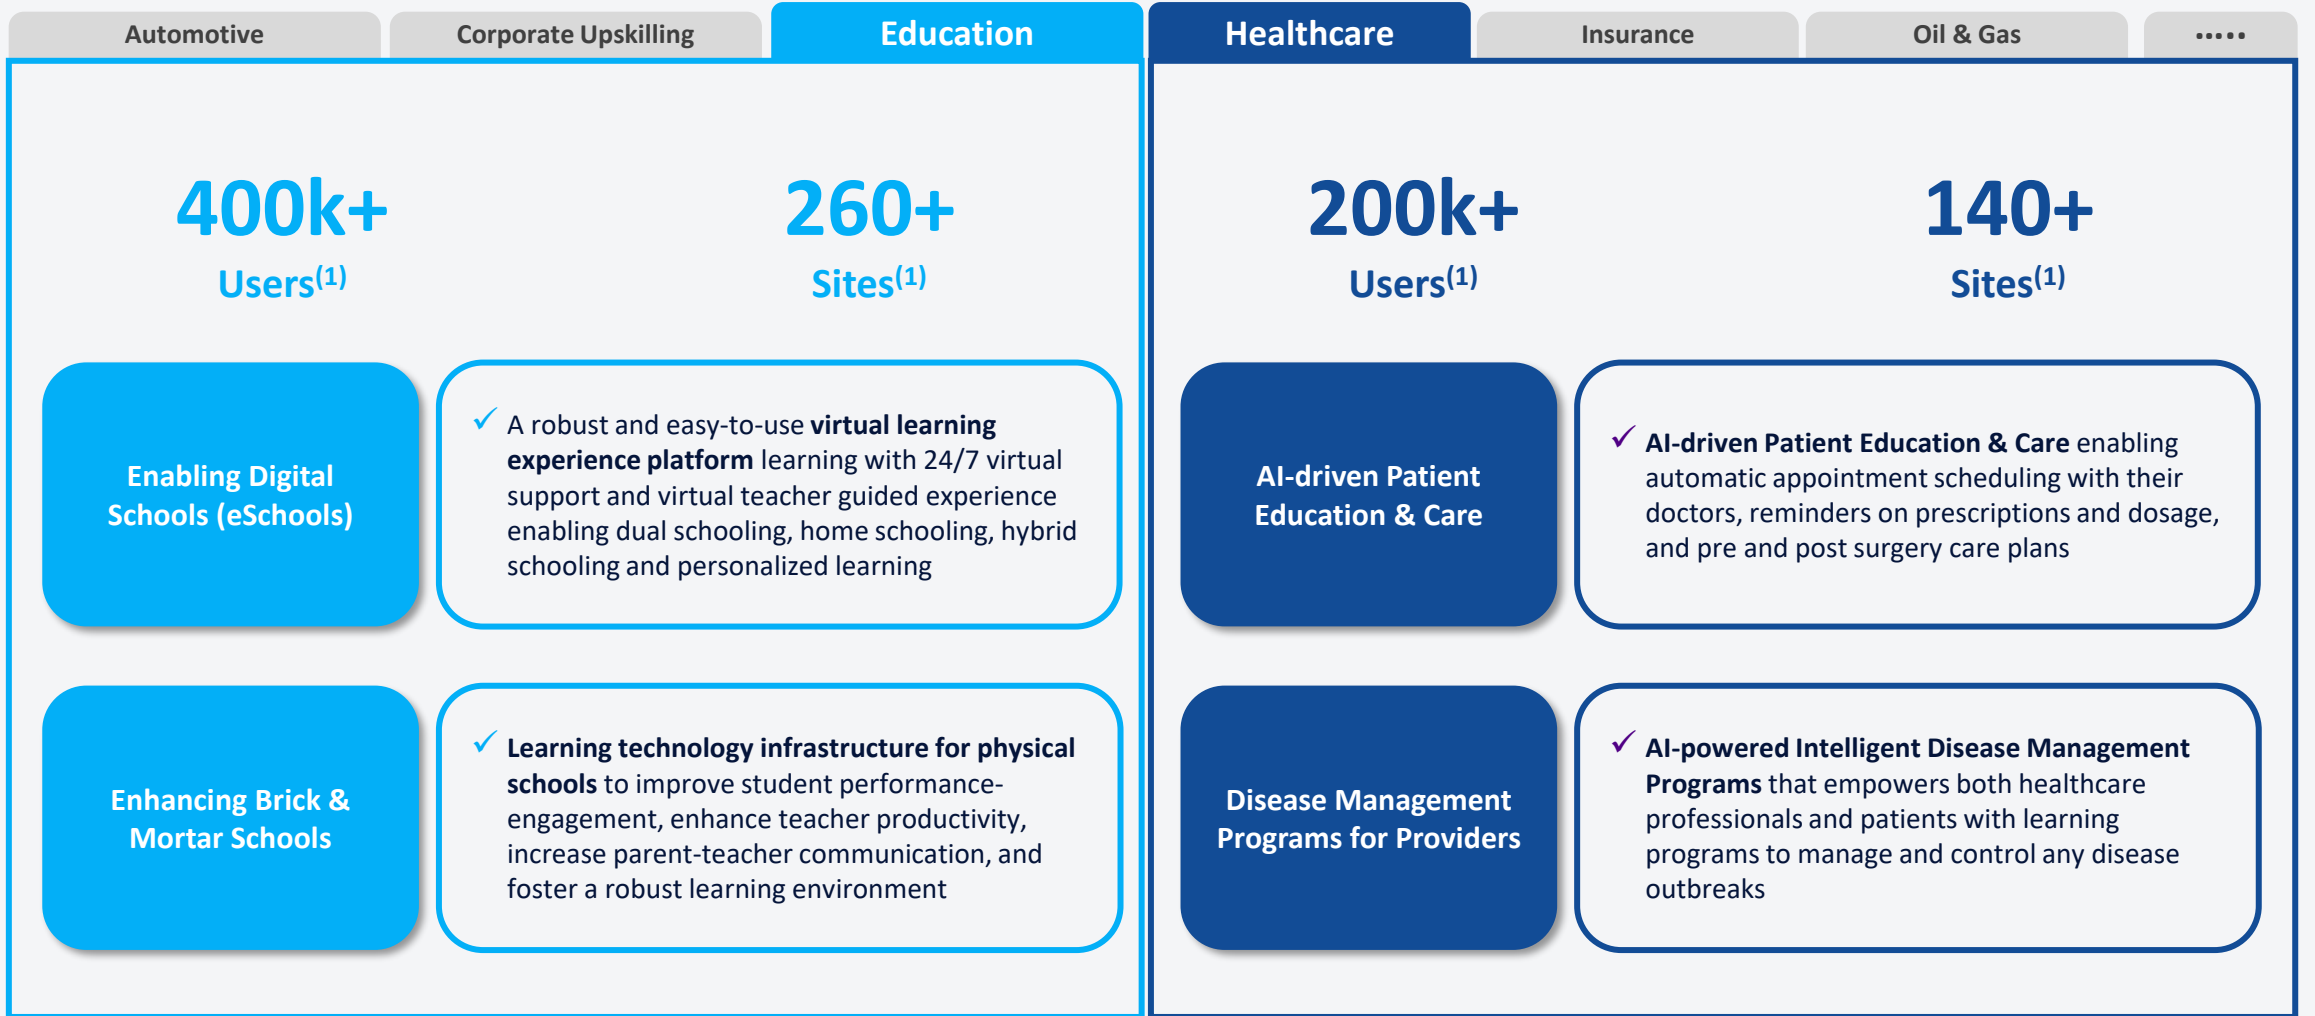 Automotive
Corporate Upskilling
Education
Healthcare
Insurance
Oil & Gas
.....
400k+
Users(1)
260+
Sites(1)
Enabling Digital
Schools (eSchools)
✓ A robust and easy-to-use virtual learning
experience platform learning with 24/7 virtual
support and virtual teacher guided experience
enabling dual schooling, home schooling, hybrid
schooling and personalized learning
Enhancing Brick &
Mortar Schools
✓ Learning technology infrastructure for physical
schools to improve student performance-
engagement, enhance teacher productivity,
increase parent-teacher communication, and
foster a robust learning environment
200k+
Users(1)
140+
Sites(1)
AI-driven Patient
Education & Care
✓ AI-driven Patient Education & Care enabling
automatic appointment scheduling with their
doctors, reminders on prescriptions and dosage,
and pre and post surgery care plans
Disease Management
Programs for Providers
✓ AI-powered Intelligent Disease Management
Programs that empowers both healthcare
professionals and patients with learning
programs to manage and control any disease
outbreaks